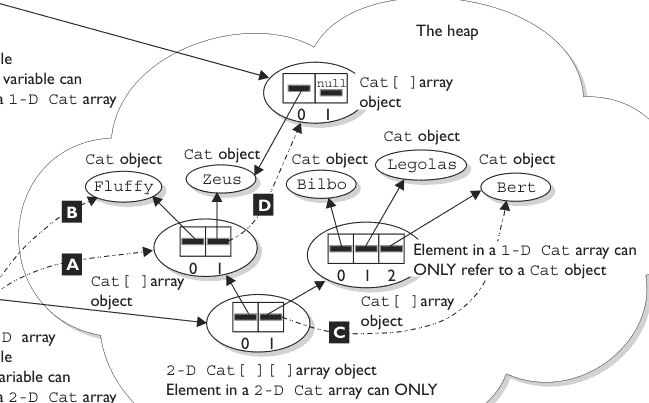 The heap
le
variable can
a 1-D Cat array
null
0 1
Cat[ ]array
object
Cat object
Fluffy
Cat object
Zeus
Cat object
Bilbo
Cat object
Legolas
Cat object
Bert
B
D
A
0 1
Cat[ ]array
object
0 1 2
Element in a 1-D Cat array can
ONLY refer to a Cat object
Cat[ ]array
object
C
0 1
D array
le
ariable can
a 2-D Cat array
2-D Cat[ ][ ]array object
Element in a 2-D Cat array can ONLY